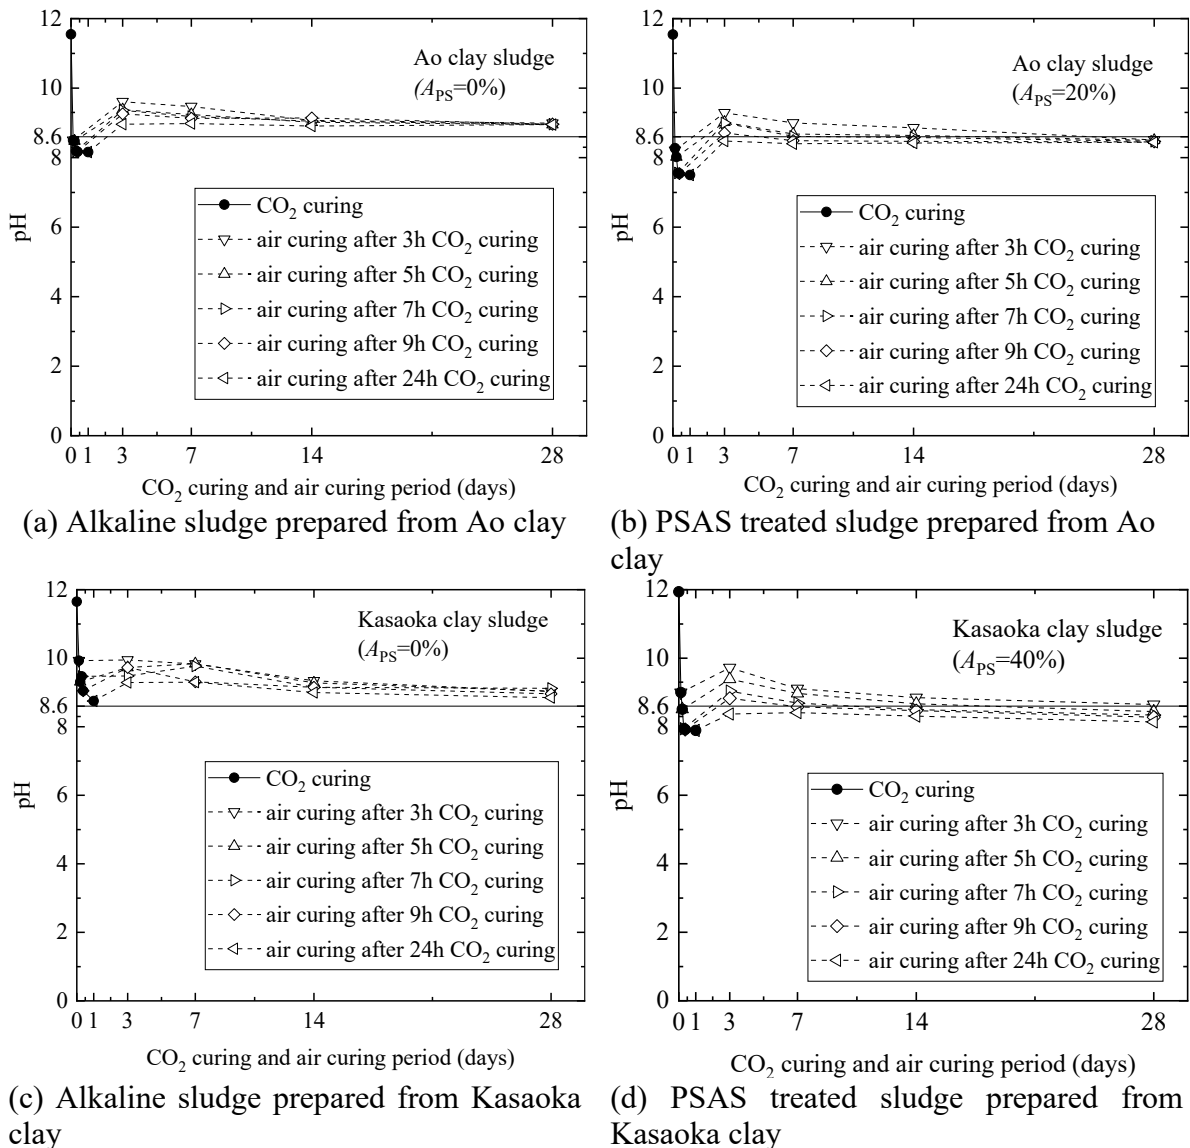 12
10
8.6
8
6
4
2
0
pH
Ao clay sludge
(A_PS=0%)
CO₂ curing
air curing after 3h CO₂ curing
air curing after 5h CO₂ curing
air curing after 7h CO₂ curing
air curing after 9h CO₂ curing
air curing after 24h CO₂ curing
0 1 3 7 14 28
CO₂ curing and air curing period (days)
(a) Alkaline sludge prepared from Ao clay
12
10
8.6
8
6
4
2
0
pH
Ao clay sludge
(A_PS=20%)
CO₂ curing
air curing after 3h CO₂ curing
air curing after 5h CO₂ curing
air curing after 7h CO₂ curing
air curing after 9h CO₂ curing
air curing after 24h CO₂ curing
0 1 3 7 14 28
CO₂ curing and air curing period (days)
(b) PSAS treated sludge prepared from Ao
clay
12
10
8.6
8
6
4
2
0
pH
Kasaoka clay sludge
(A_PS=0%)
CO₂ curing
air curing after 3h CO₂ curing
air curing after 5h CO₂ curing
air curing after 7h CO₂ curing
air curing after 9h CO₂ curing
air curing after 24h CO₂ curing
0 1 3 7 14 28
CO₂ curing and air curing period (days)
(c) Alkaline sludge prepared from Kasaoka
clay
12
10
8.6
8
6
4
2
0
pH
Kasaoka clay sludge
(A_PS=40%)
CO₂ curing
air curing after 3h CO₂ curing
air curing after 5h CO₂ curing
air curing after 7h CO₂ curing
air curing after 9h CO₂ curing
air curing after 24h CO₂ curing
0 1 3 7 14 28
CO₂ curing and air curing period (days)
(d) PSAS treated sludge prepared from
Kasaoka clay